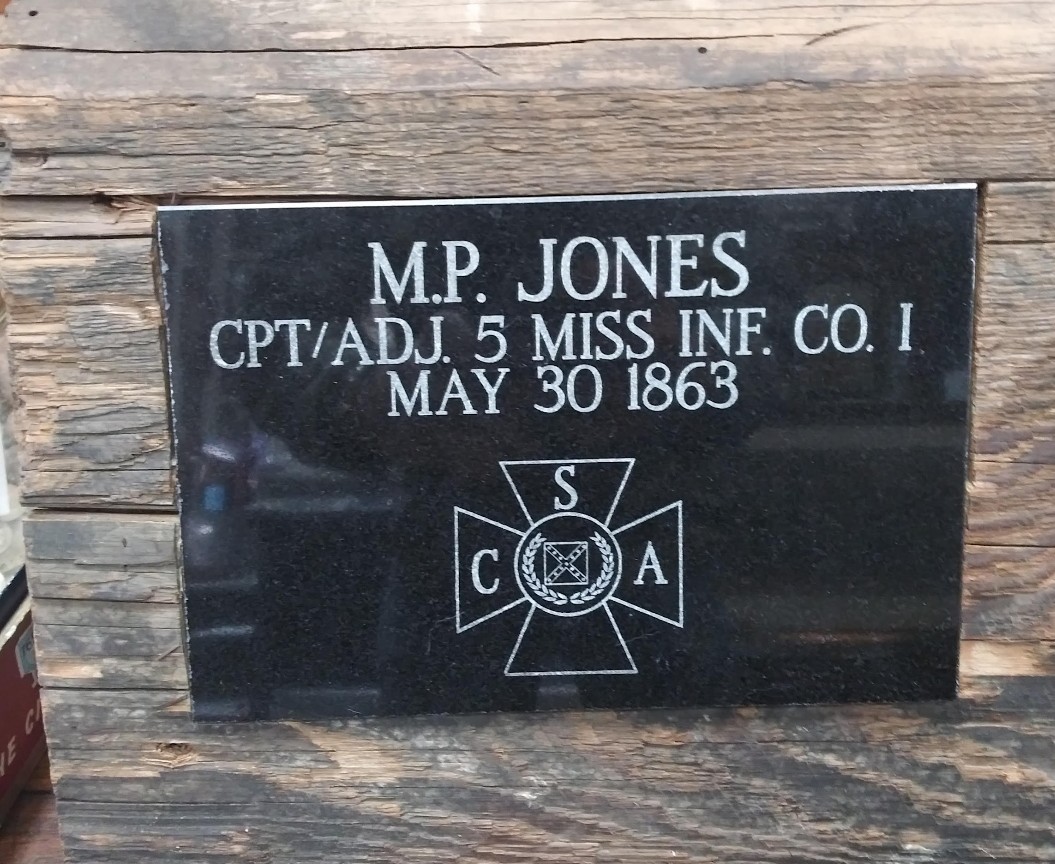 M.P. JONES
CPT/ADJ. 5 MISS INF. CO. I
MAY 30 1863
S
C A